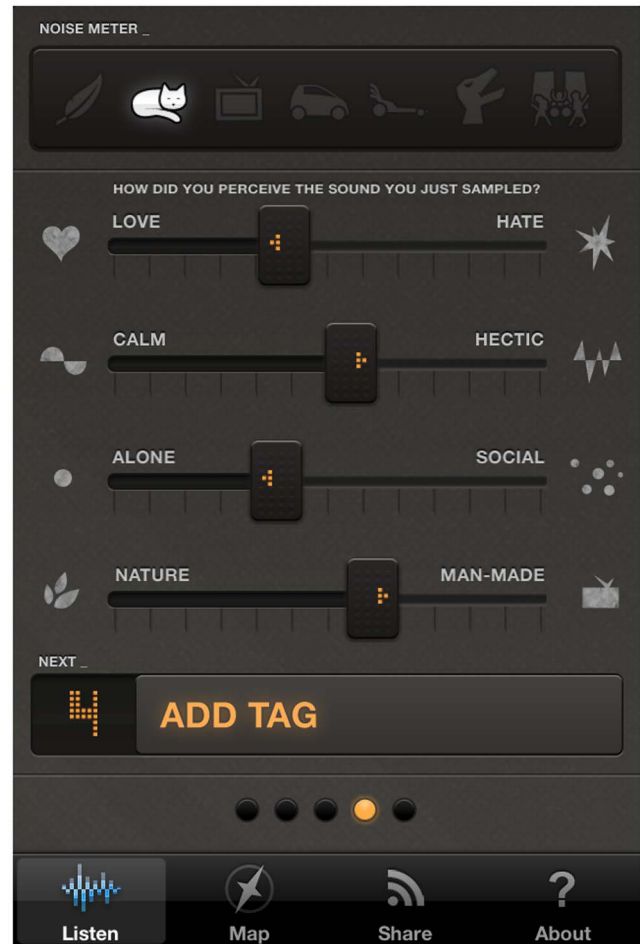 NOISE METER _
HOW DID YOU PERCEIVE THE SOUND YOU JUST SAMPLED?
LOVE HATE
CALM HECTIC
ALONE SOCIAL
NATURE MAN-MADE
NEXT _
4 ADD TAG
Listen Map Share About